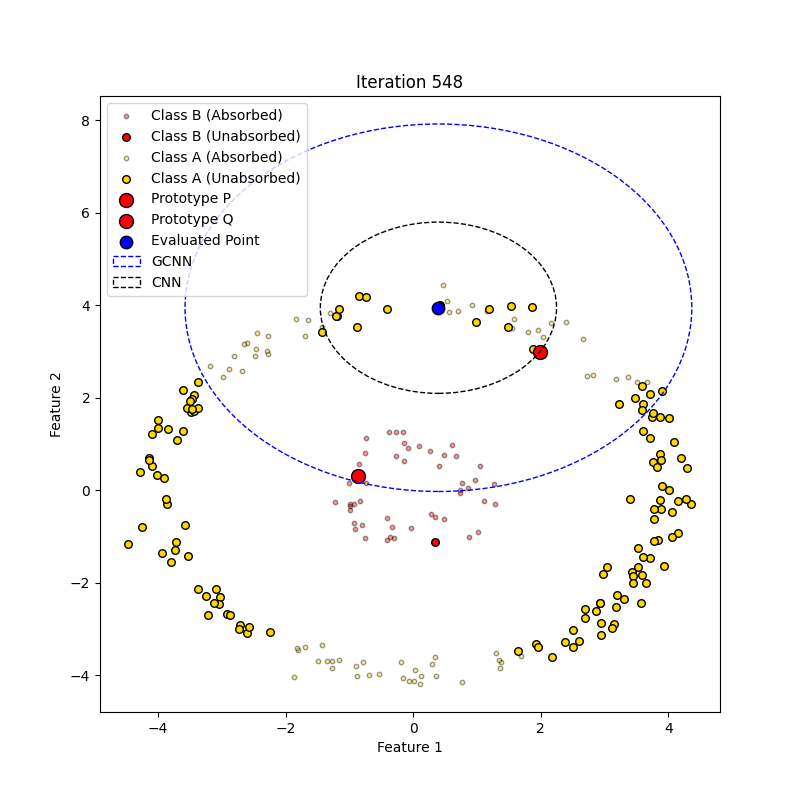 Iteration 548
Class B (Absorbed)
Class B (Unabsorbed)
Class A (Absorbed)
Class A (Unabsorbed)
Prototype P
Prototype Q
Evaluated Point
GCNN
CNN
8
6
4
2
0
−2
−4
Feature 2
−4
−2
0
2
4
Feature 1